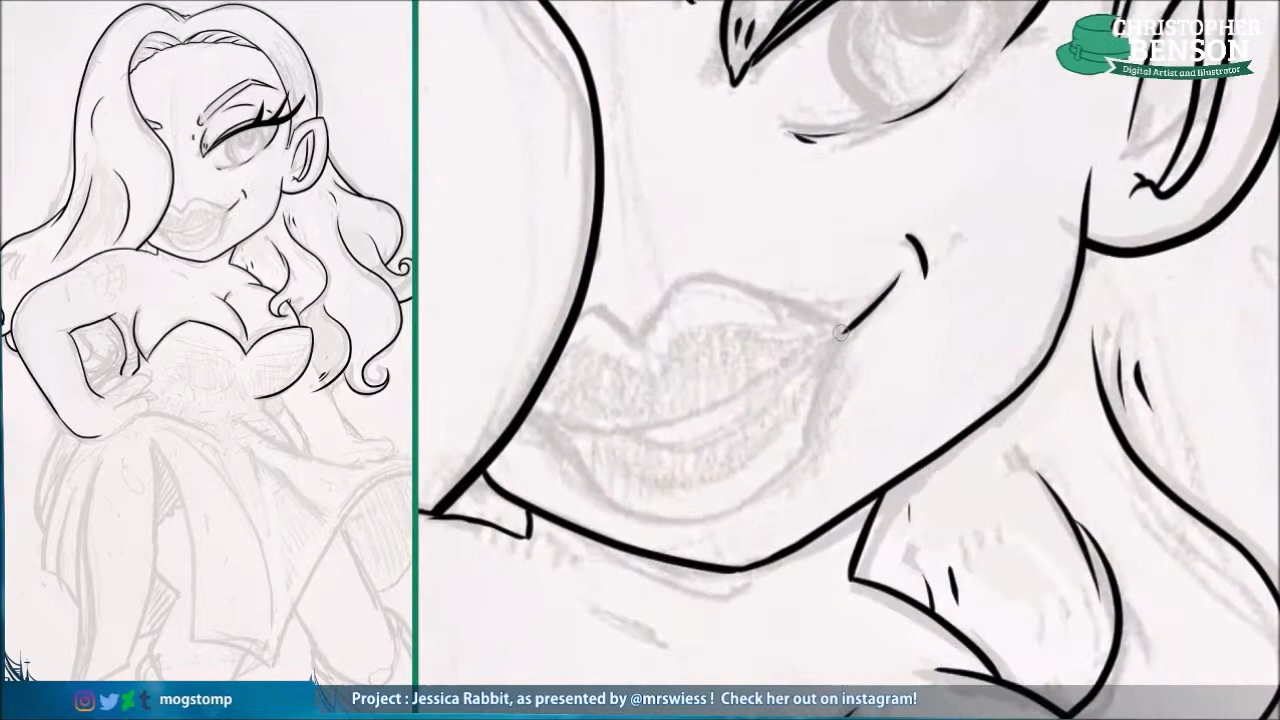 CHRISTOPHER
BENSON
Digital Artist and Illustrator
mogstomp
Project : Jessica Rabbit, as presented by @mrswiess ! Check her out on instagram!